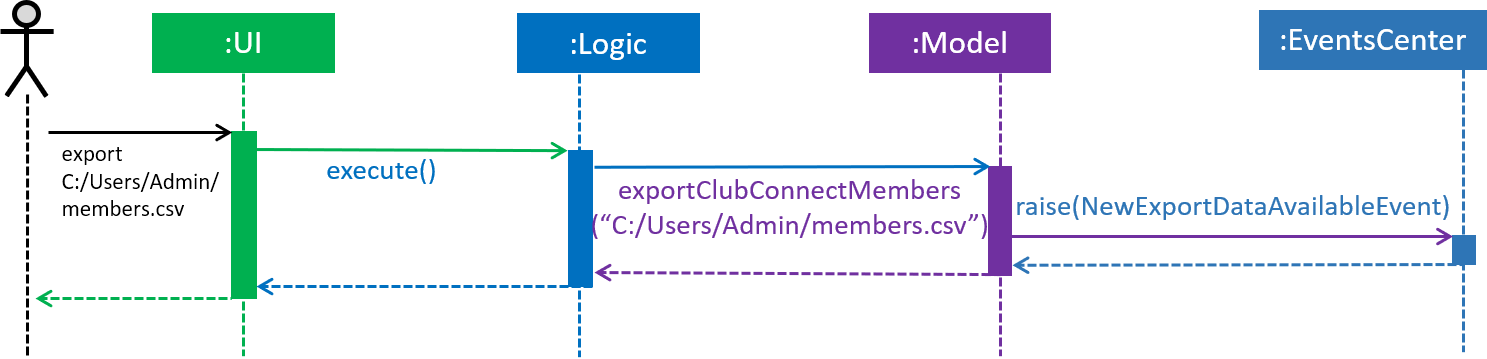 :UI
:Logic
:Model
:EventsCenter
export
C:/Users/Admin/
members.csv
execute()
exportClubConnectMembers
(“C:/Users/Admin/members.csv”)
raise(NewExportDataAvailableEvent)